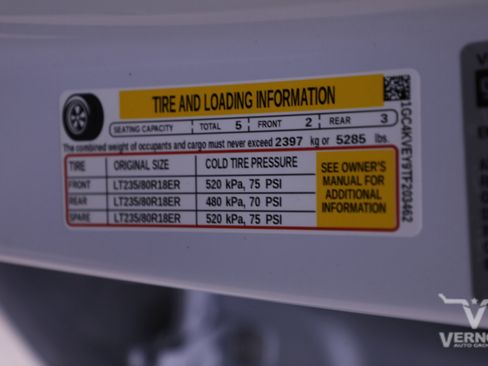 TIRE AND LOADING INFORMATION
SEATING CAPACITY TOTAL 5 FRONT 2 REAR 3
The combined weight of occupants and cargo must never exceed 2397 kg or 5285 lbs.
TIRE ORIGINAL SIZE COLD TIRE PRESSURE
FRONT LT235/80R18ER 520 kPa, 75 PSI
REAR LT235/80R18ER 480 kPa, 70 PSI
SPARE LT235/80R18ER 520 kPa, 75 PSI
SEE OWNER'S
MANUAL FOR
ADDITIONAL
INFORMATION
1GC4KVEY9TF203462